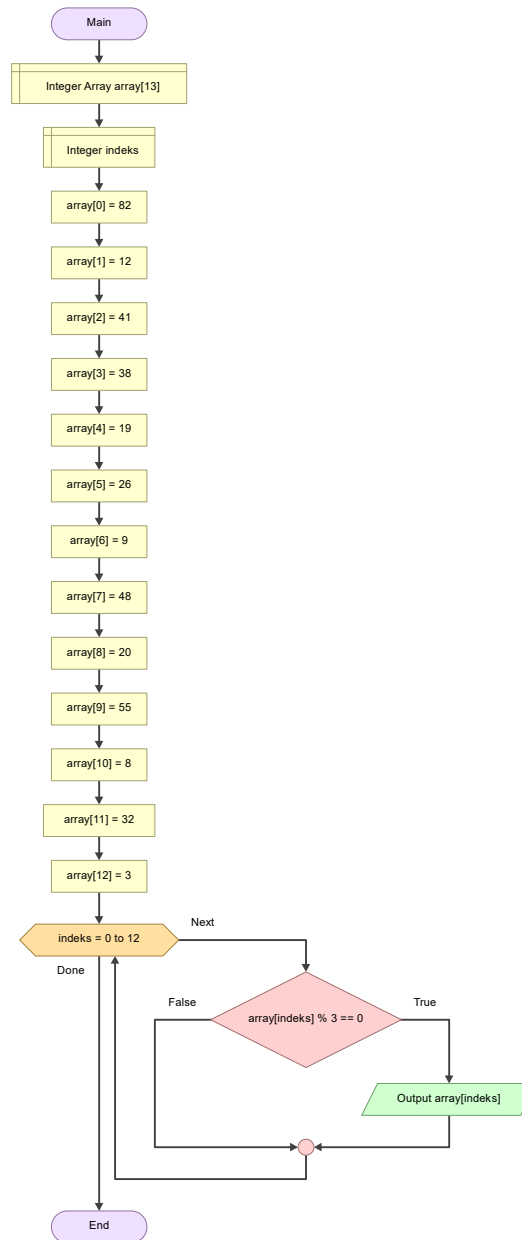 Main
Integer Array array[13]
Integer indeks
array[0] = 82
array[1] = 12
array[2] = 41
array[3] = 38
array[4] = 19
array[5] = 26
array[6] = 9
array[7] = 48
array[8] = 20
array[9] = 55
array[10] = 8
array[11] = 32
array[12] = 3
indeks = 0 to 12
Next
Done
False
array[indeks] % 3 == 0
True
Output array[indeks]
End